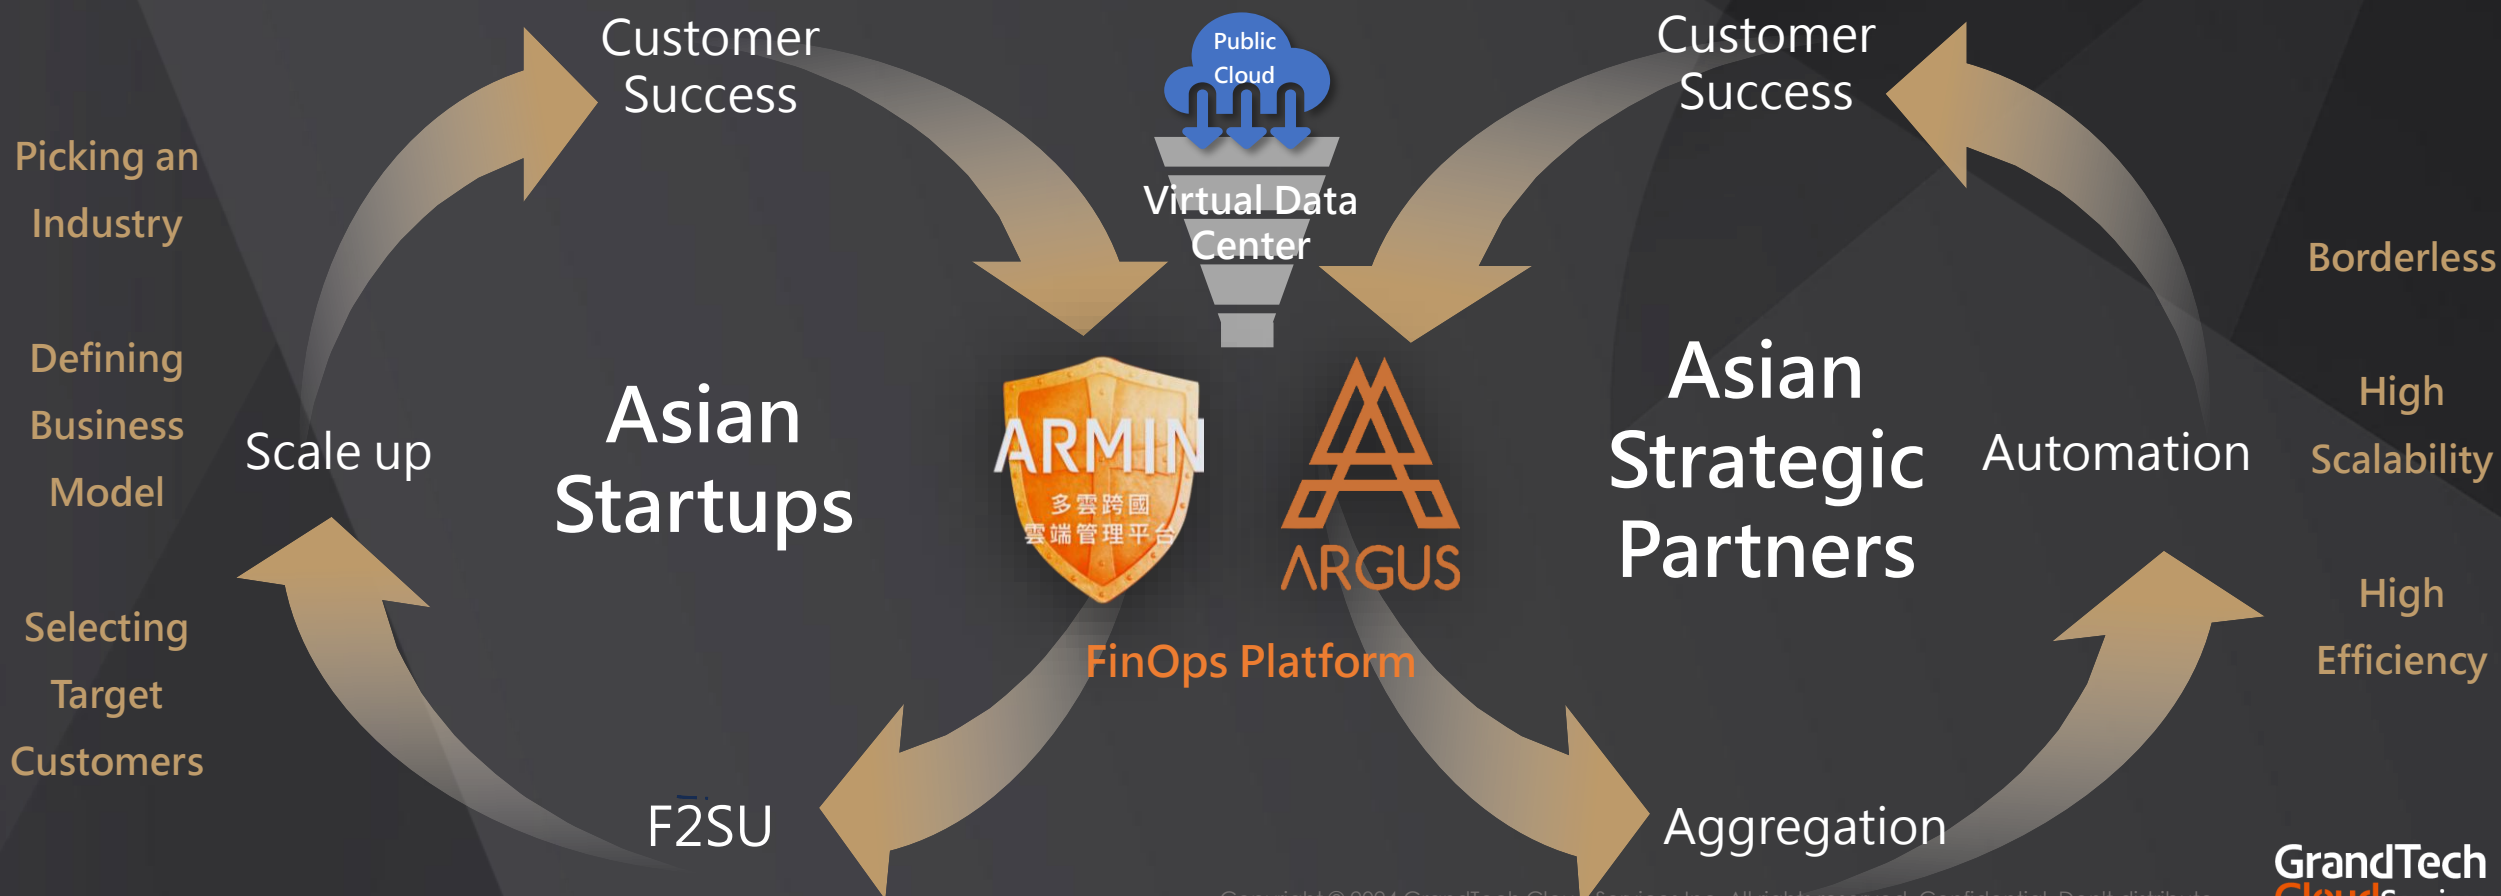 Customer
Success
Public
Cloud
Customer
Success
Picking an
Industry
Virtual Data
Center
Borderless
Defining
Business
Model
Scale up
Asian
Startups
ARMIN
多雲跨國
雲端管理平台
ARGUS
Asian
Strategic
Partners
Automation
High
Scalability
High
Efficiency
Selecting
Target
Customers
FinOps Platform
F2SU
Aggregation
GrandTech